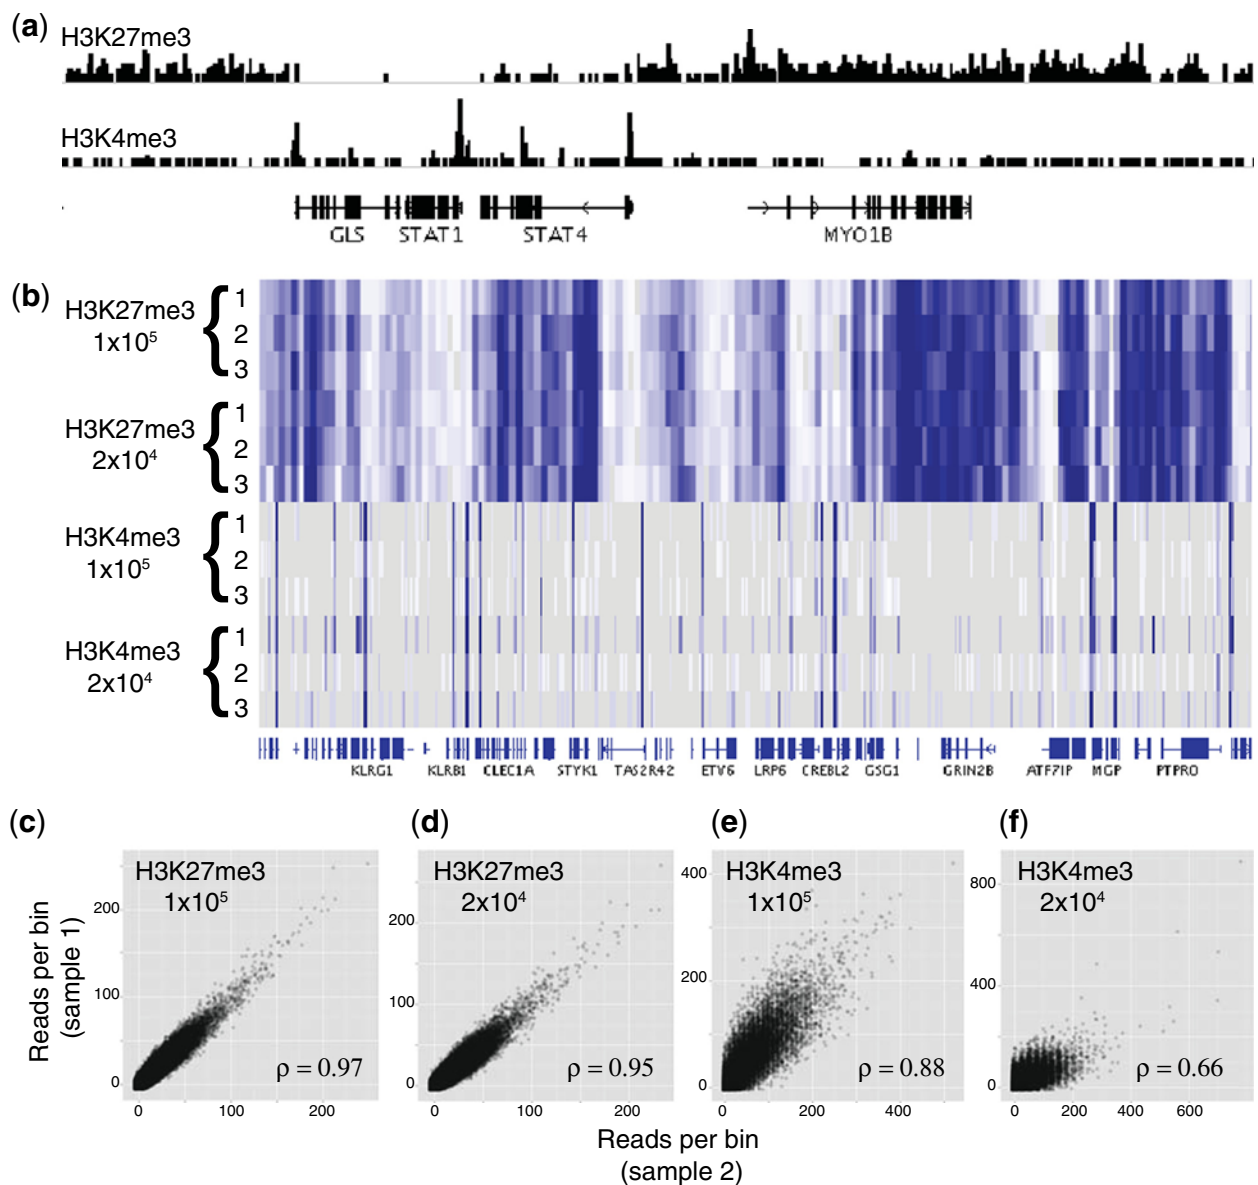 (a)
H3K27me3
H3K4me3
GLS STAT1 STAT4 MYO1B
(b)
H3K27me3
1x10⁵
1
2
3
H3K27me3
2x10⁴
1
2
3
H3K4me3
1x10⁵
1
2
3
H3K4me3
2x10⁴
1
2
3
KLRG1 KLRB1 CLEC1A STYK1 TAS2R42 ETV6 LRP6 CREBL2 GSG1 GRIN2B ATF7IP MGP PTPRO
(c)
H3K27me3
1x10⁵
200
100
0
ρ = 0.97
0 100 200
(d)
H3K27me3
2x10⁴
200
100
0
ρ = 0.95
0 100 200
(e)
H3K4me3
1x10⁵
400
200
0
ρ = 0.88
0 200 400
(f)
H3K4me3
2x10⁴
800
400
0
ρ = 0.66
0 200 400 600
Reads per bin
(sample 1)
Reads per bin
(sample 2)